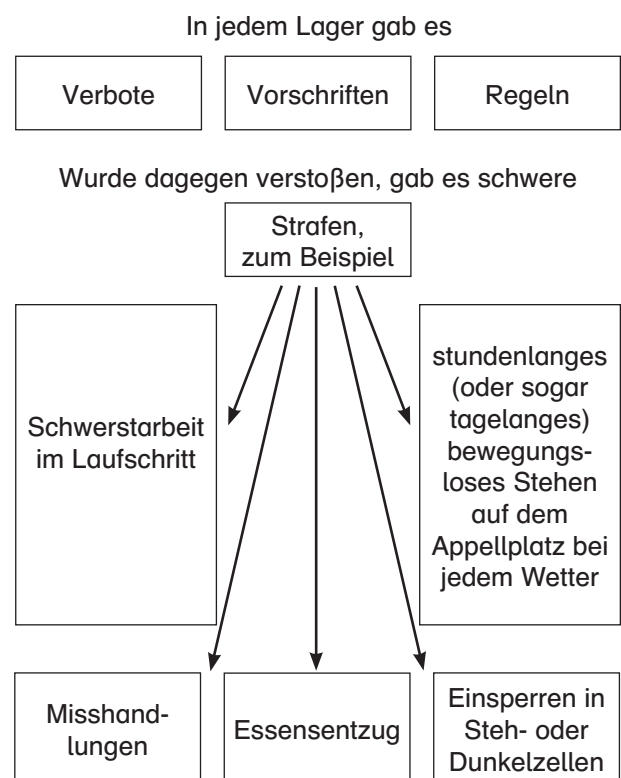 In jedem Lager gab es
Verbote
Vorschriften
Regeln
Wurde dagegen verstoßen, gab es schwere
Strafen,
zum Beispiel
Schwerstarbeit
im Laufschritt
stundenlanges
(oder sogar
tagelanges)
bewegungs-
loses Stehen
auf dem
Appellplatz bei
jedem Wetter
Misshand-
lungen
Essensentzug
Einsperren in
Steh- oder
Dunkelzellen